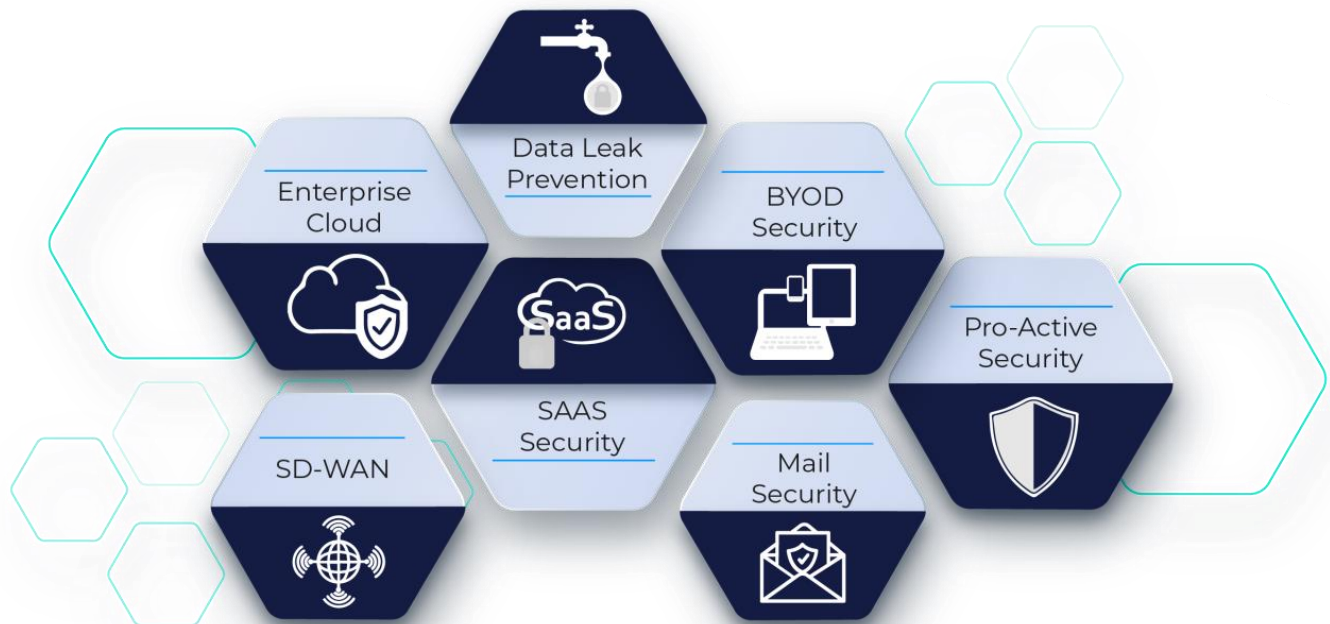 Data Leak
Prevention
Enterprise
Cloud
BYOD
Security
SaaS
Pro-Active
Security
SAAS
Security
SD-WAN
Mail
Security